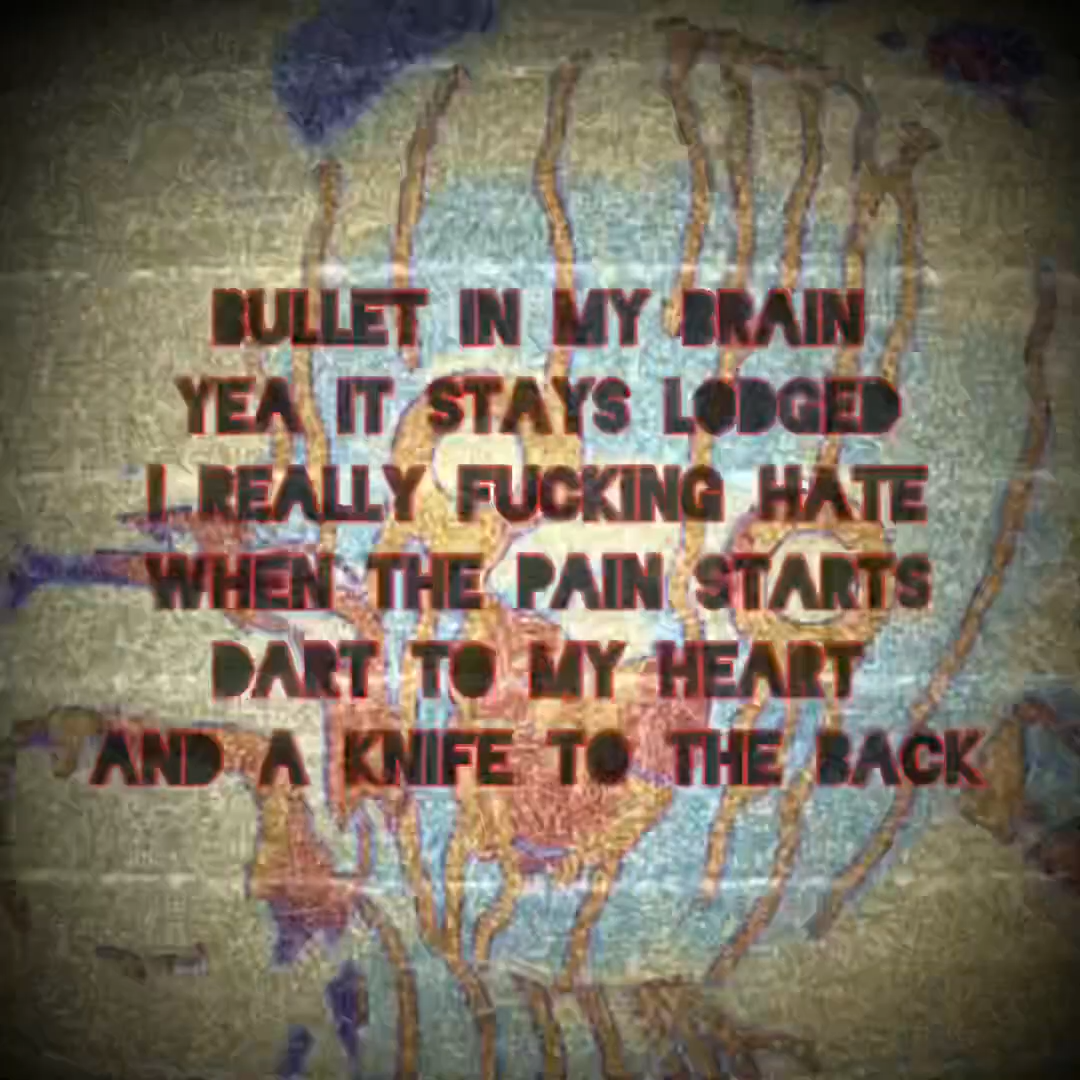 BULLET IN MY BRAIN
YEA IT STAYS LODGED
I REALLY FUCKING HATE
WHEN THE PAIN STARTS
DART TO MY HEART
AND A KNIFE TO THE BACK